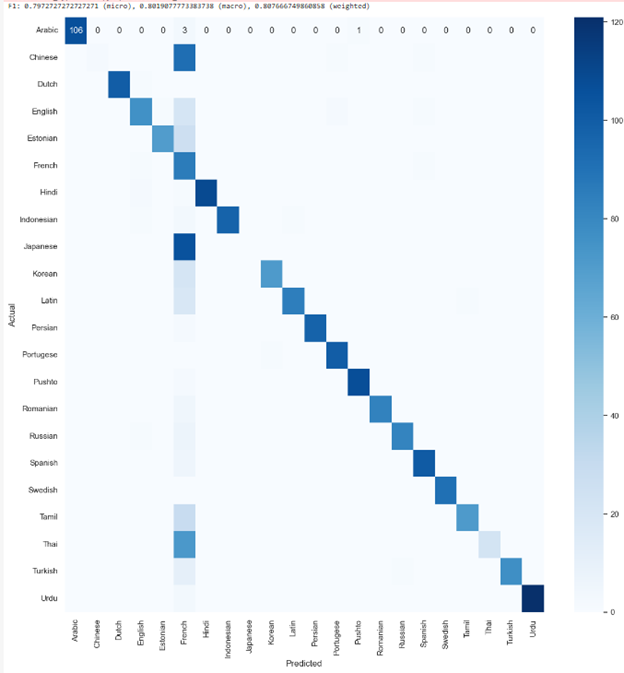 F1: 0.7972727272727271 (micro), 0.8019077773383738 (macro), 0.807666749860858 (weighted)
Arabic 106 0 0 0 0 3 0 0 0 0 0 0 0 1 0 0 0 0 0 0 0 0
Chinese
Dutch
English
Estonian
French
Hindi
Indonesian
Japanese
Korean
Latin
Persian
Portugese
Pushto
Romanian
Russian
Spanish
Swedish
Tamil
Thai
Turkish
Urdu
Actual
Arabic
Chinese
Dutch
English
Estonian
French
Hindi
Indonesian
Japanese
Korean
Latin
Persian
Portugese
Pushto
Romanian
Russian
Spanish
Swedish
Tamil
Thai
Turkish
Urdu
Predicted
120
100
80
60
40
20
0